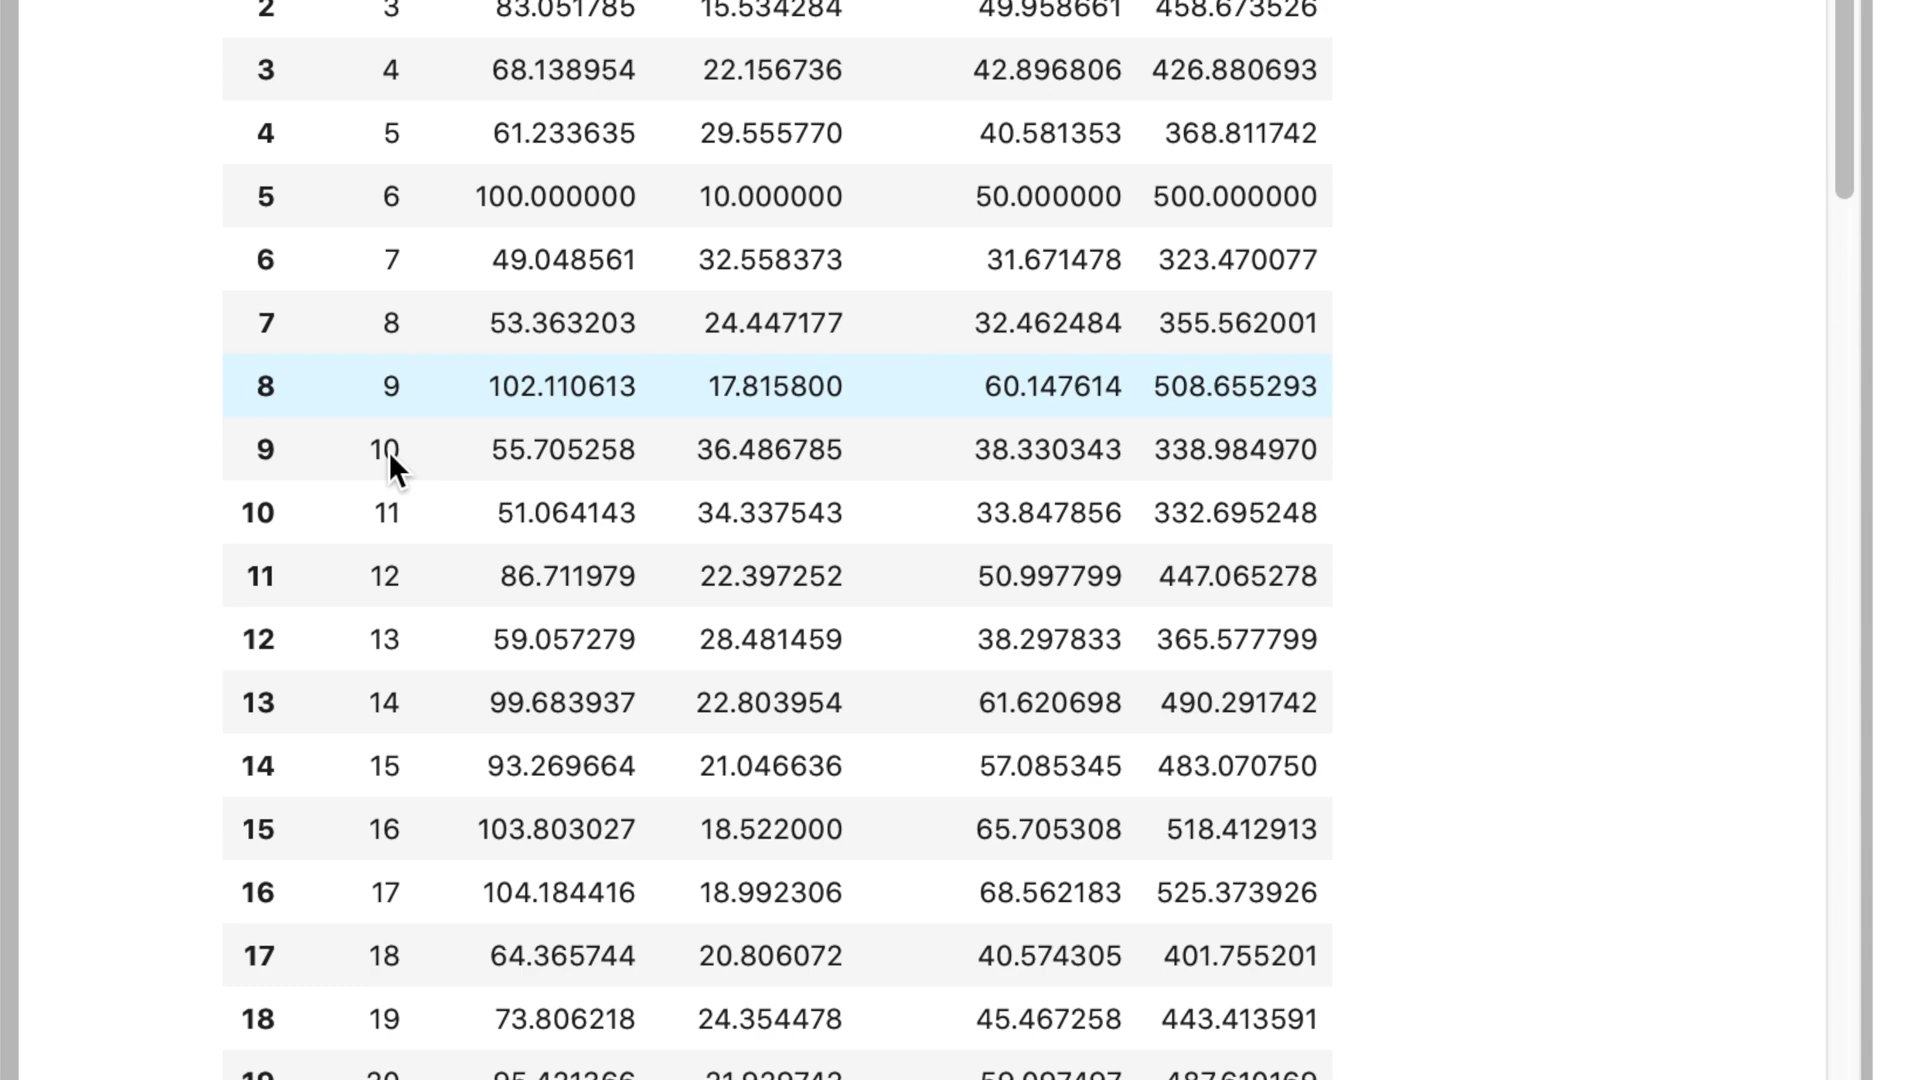 2 3 83.051785 15.534284 49.958661 458.673526
3 4 68.138954 22.156736 42.896806 426.880693
4 5 61.233635 29.555770 40.581353 368.811742
5 6 100.000000 10.000000 50.000000 500.000000
6 7 49.048561 32.558373 31.671478 323.470077
7 8 53.363203 24.447177 32.462484 355.562001
8 9 102.110613 17.815800 60.147614 508.655293
9 10 55.705258 36.486785 38.330343 338.984970
10 11 51.064143 34.337543 33.847856 332.695248
11 12 86.711979 22.397252 50.997799 447.065278
12 13 59.057279 28.481459 38.297833 365.577799
13 14 99.683937 22.803954 61.620698 490.291742
14 15 93.269664 21.046636 57.085345 483.070750
15 16 103.803027 18.522000 65.705308 518.412913
16 17 104.184416 18.992306 68.562183 525.373926
17 18 64.365744 20.806072 40.574305 401.755201
18 19 73.806218 24.354478 45.467258 443.413591
19 20